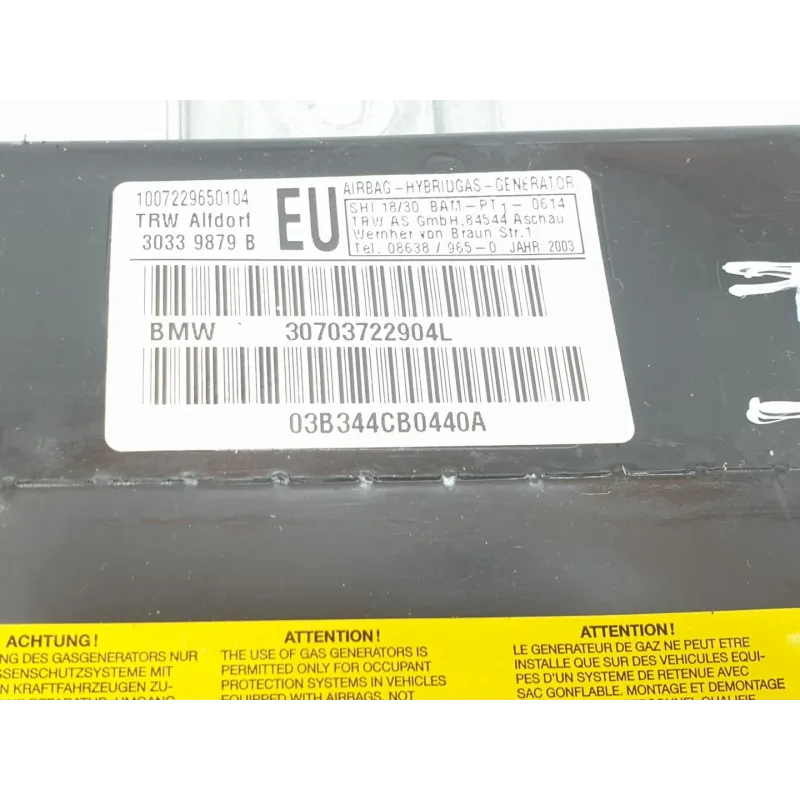 1007229650104
TRW Alfdorf
3033 9879 B
EU
AIRBAG-HYBRIDGAS-GENERATOR
SHI 18/30 BAM-PT1-0614
TRW AS GmbH, 84544 Aschau
Wernher von Braun Str.1
Tel. 08638 / 965-0 JAHR 2003
BMW 30703722904L
03B344CB0440A
ACHTUNG!
NG DES GASGENERATORS NUR
SSENSCHUTZSYSTEME MIT
N KRAFTFAHRZEUGEN ZU-
ATTENTION!
THE USE OF GAS GENERATORS IS
PERMITTED ONLY FOR OCCUPANT
PROTECTION SYSTEMS IN VEHICLES
EQUIPPED WITH AIRBAGS. NOT
ATTENTION!
LE GENERATEUR DE GAZ NE PEUT ETRE
INSTALLE QUE SUR DES VEHICULES EQUI-
PES D'UN SYSTEME DE RETENUE AVEC
SAC GONFLABLE. MONTAGE ET DEMONTAGE